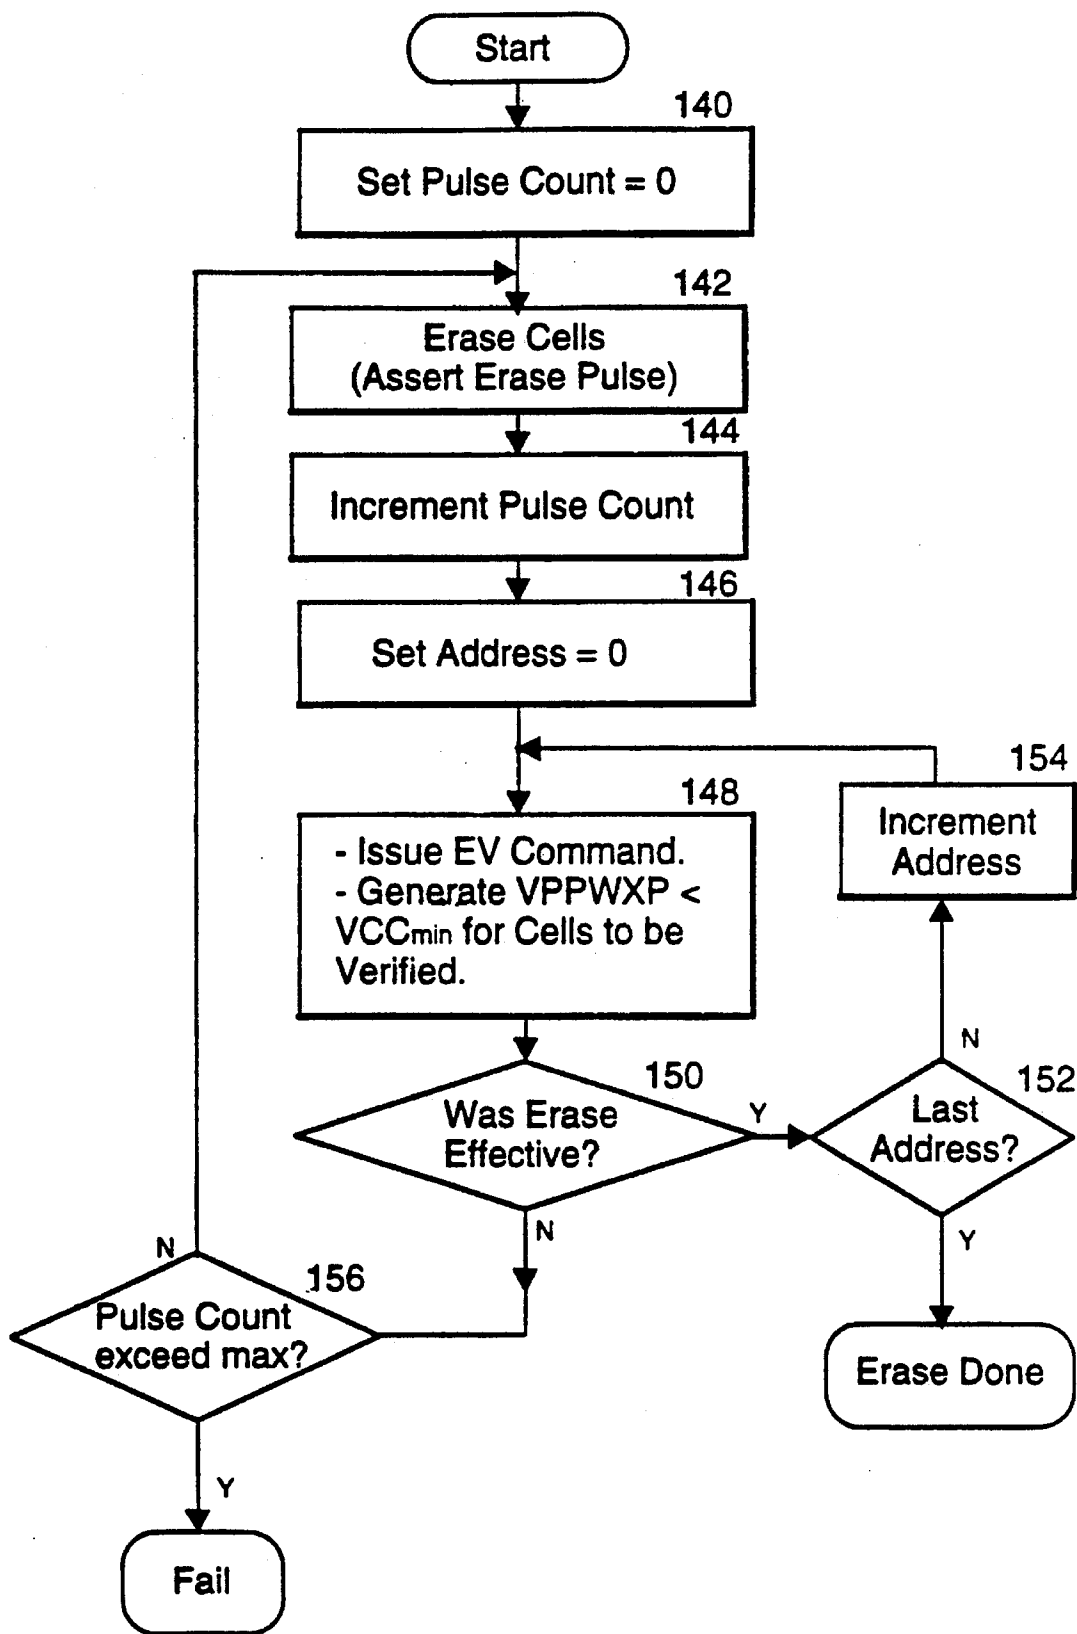 Start
140
Set Pulse Count = 0
142
Erase Cells
(Assert Erase Pulse)
144
Increment Pulse Count
146
Set Address = 0
154
Increment
Address
148
- Issue EV Command.
- Generate VPPWXP <
VCCmin for Cells to be
Verified.
N
150
Was Erase
Effective?
Y
152
Last
Address?
N
Y
N
156
Pulse Count
exceed max?
Erase Done
Y
Fail